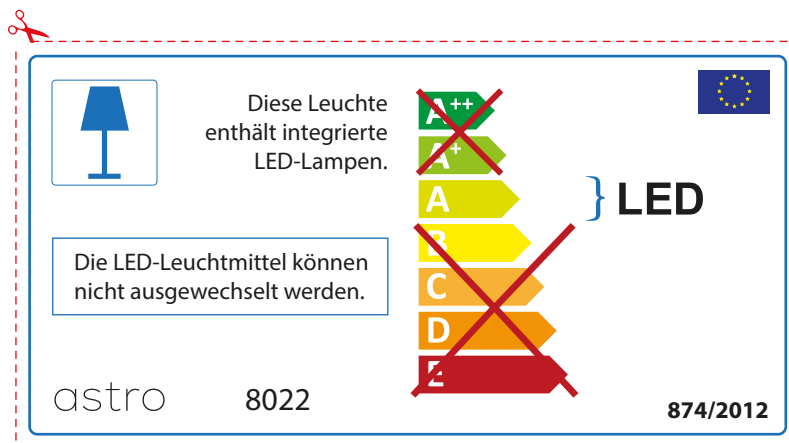 Diese Leuchte
enthält integrierte
LED-Lampen.
A++
A+
A
B
C
D
E
LED
Die LED-Leuchtmittel können
nicht ausgewechselt werden.
astro
8022
874/2012